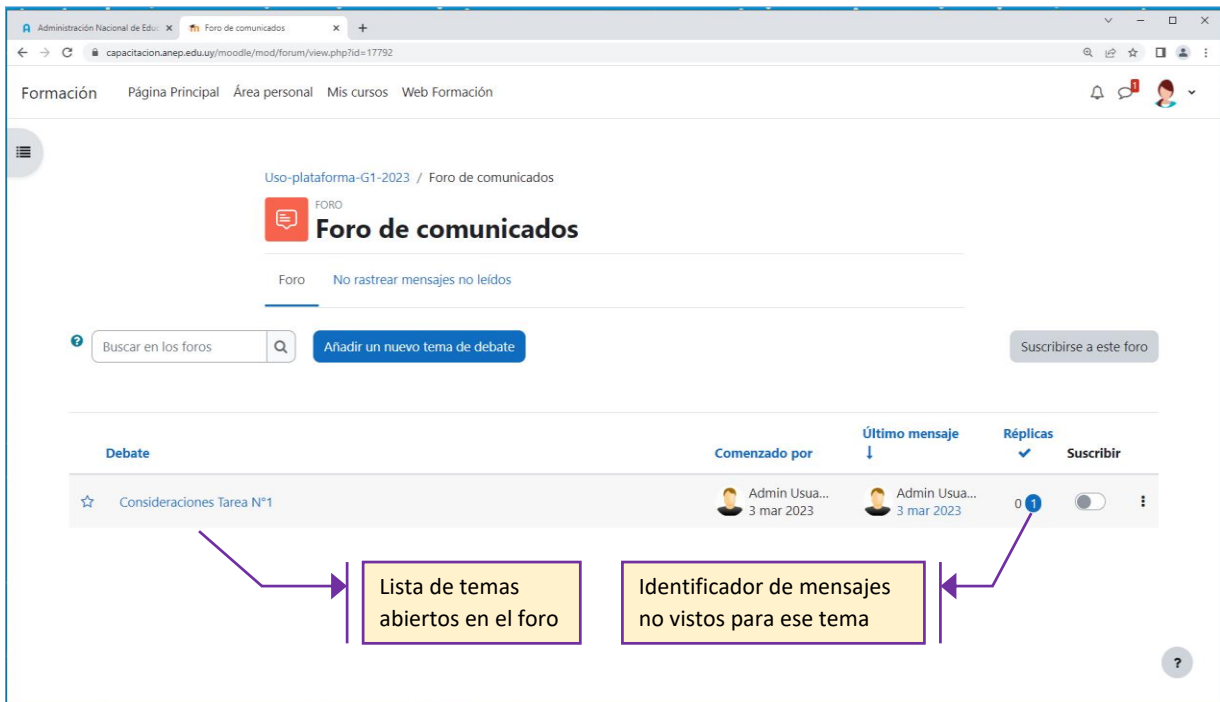 Administración Nacional de Edu
Foro de comunicados
capacitacion.anep.edu.uy/moodle/mod/forum/view.php?id=17792
Formación Página Principal Área personal Mis cursos Web Formación
1
Uso-plataforma-G1-2023 / Foro de comunicados
FORO
Foro de comunicados
Foro No rastrear mensajes no leídos
? Buscar en los foros Añadir un nuevo tema de debate Suscribirse a este foro
Debate Comenzado por Último mensaje ↓ Réplicas Suscribir
Consideraciones Tarea N°1
Admin Usua...
3 mar 2023
Admin Usua...
3 mar 2023
0 1
Lista de temas
abiertos en el foro
Identificador de mensajes
no vistos para ese tema
?